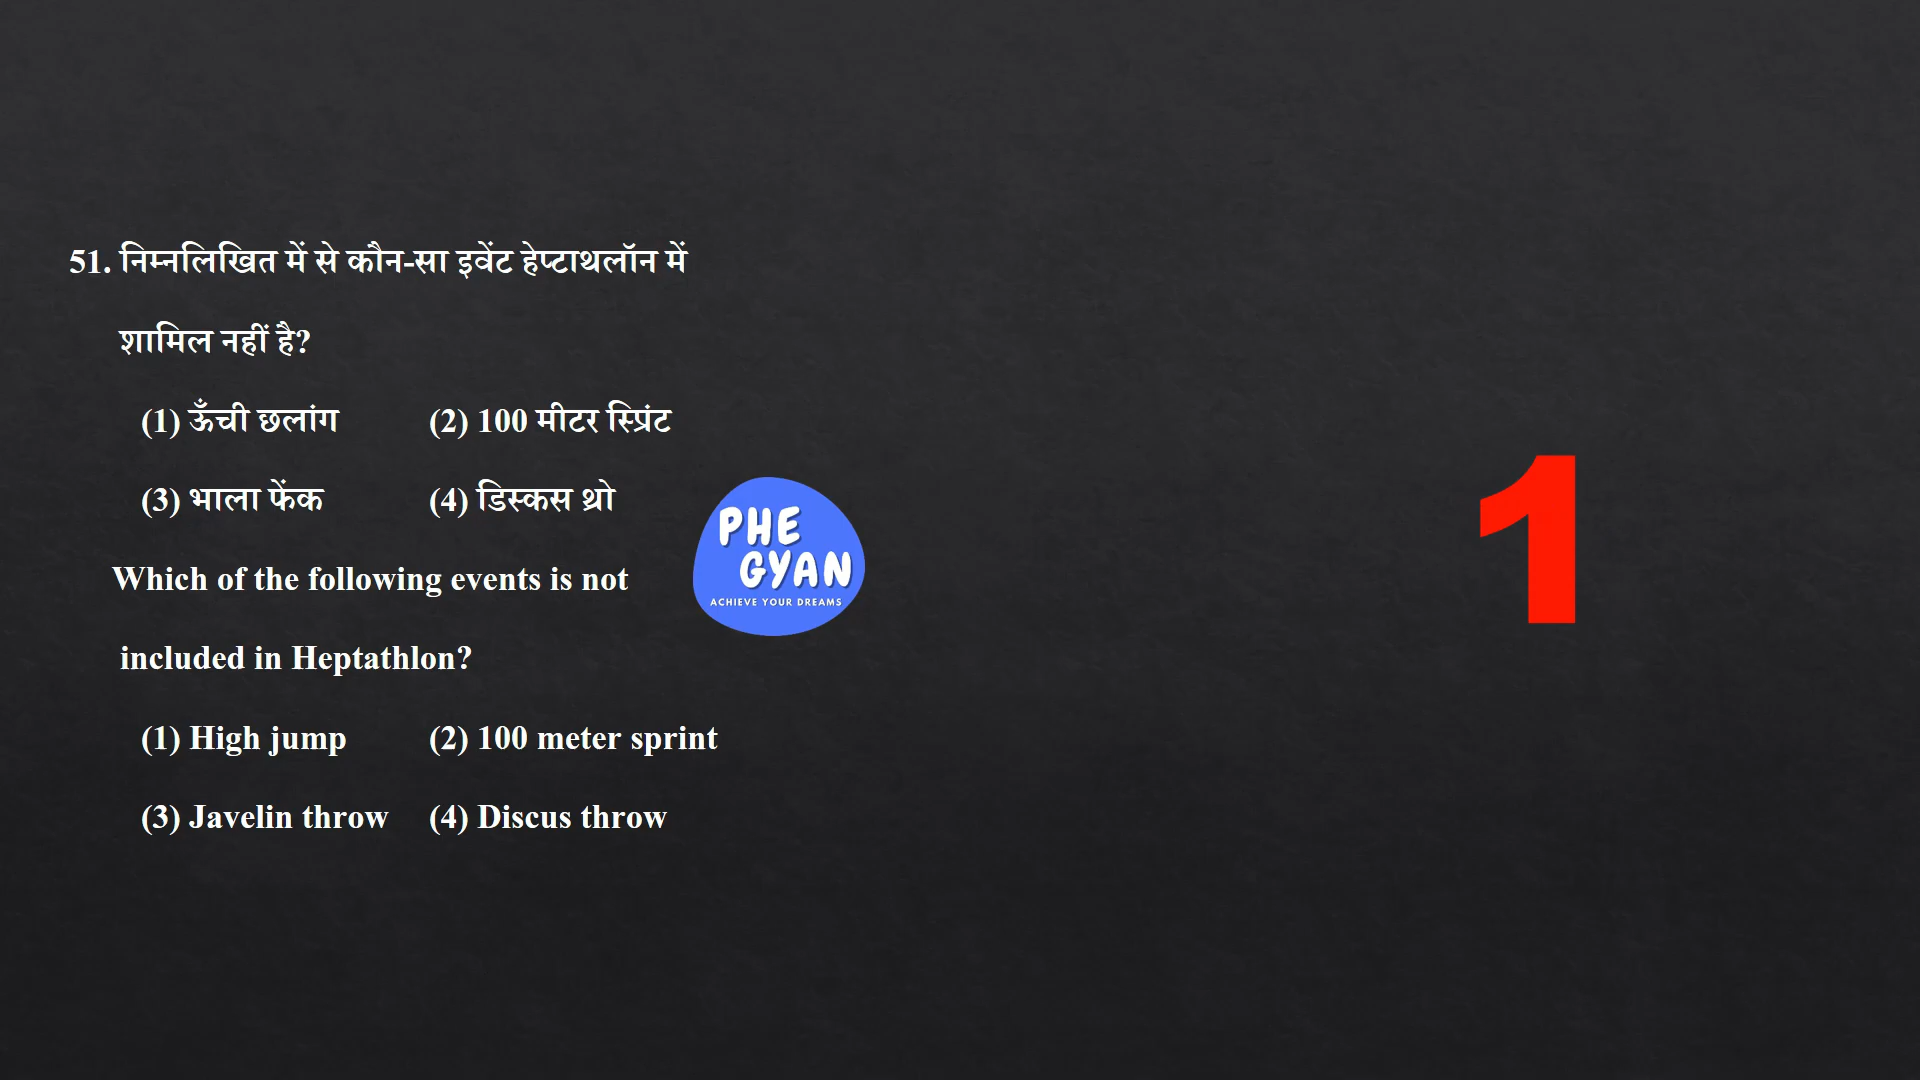 51. निम्नलिखित में से कौन-सा इवेंट हेप्टाथलॉन में
शामिल नहीं है?
(1) ऊँची छलांग (2) 100 मीटर स्प्रिंट
(3) भाला फेंक (4) डिस्कस थ्रो
Which of the following events is not
included in Heptathlon?
(1) High jump (2) 100 meter sprint
(3) Javelin throw (4) Discus throw
PHE
GYAN
ACHIEVE YOUR DREAMS
1